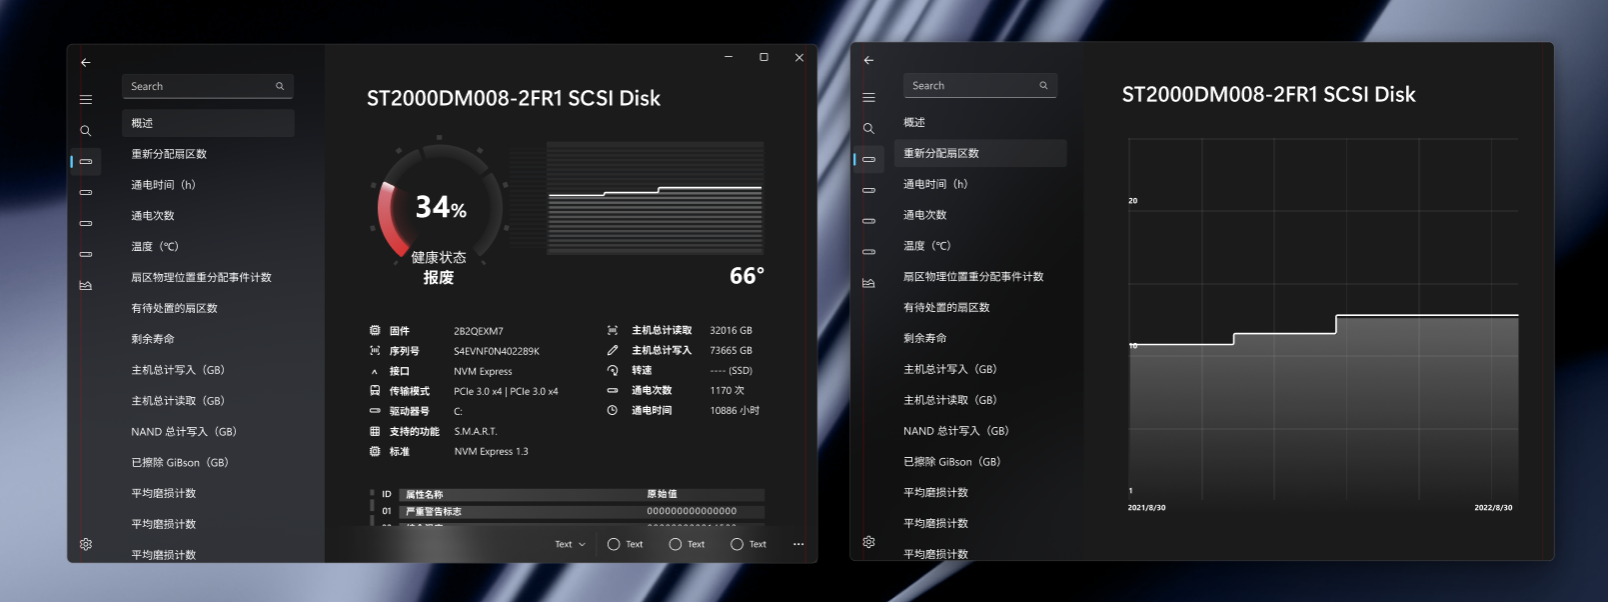 Search
概述
重新分配扇区数
通电时间（h）
通电次数
温度（℃）
扇区物理位置重分配事件计数
有待处置的扇区数
剩余寿命
主机总计写入（GB）
主机总计读取（GB）
NAND 总计写入（GB）
已擦除 GiBson（GB）
平均磨损计数
平均磨损计数
平均磨损计数
ST2000DM008-2FR1 SCSI Disk
34%
健康状态
报废
66°
固件 2B2QEXM7
序列号 S4EVNF0N402289K
接口 NVM Express
传输模式 PCIe 3.0 x4 | PCIe 3.0 x4
驱动器号 C:
支持的功能 S.M.A.R.T.
标准 NVM Express 1.3
主机总计读取 32016 GB
主机总计写入 73665 GB
转速 ---- (SSD)
通电次数 1170 次
通电时间 10886 小时
ID 属性名称 原始值
01 严重警告标志 000000000000000
Text Text Text Text
Search
概述
重新分配扇区数
通电时间（h）
通电次数
温度（℃）
扇区物理位置重分配事件计数
有待处置的扇区数
剩余寿命
主机总计写入（GB）
主机总计读取（GB）
NAND 总计写入（GB）
已擦除 GiBson（GB）
平均磨损计数
平均磨损计数
平均磨损计数
ST2000DM008-2FR1 SCSI Disk
20
10
1
2021/8/30 2022/8/30